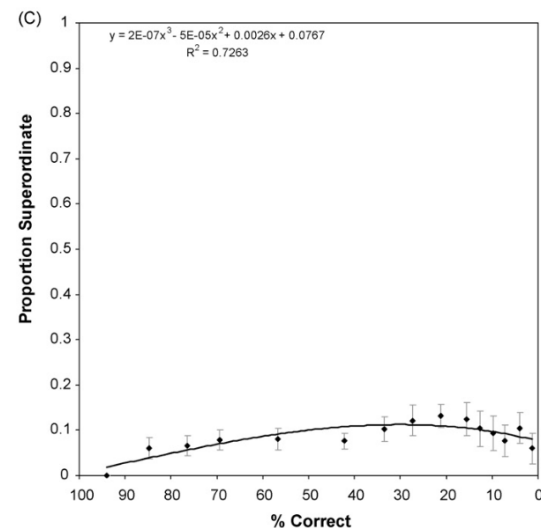 (C)
y = 2E-07x³ - 5E-05x² + 0.0026x + 0.0767
R² = 0.7263
1
0.9
0.8
0.7
0.6
0.5
0.4
0.3
0.2
0.1
0
Proportion Superordinate
100 90 80 70 60 50 40 30 20 10 0
% Correct